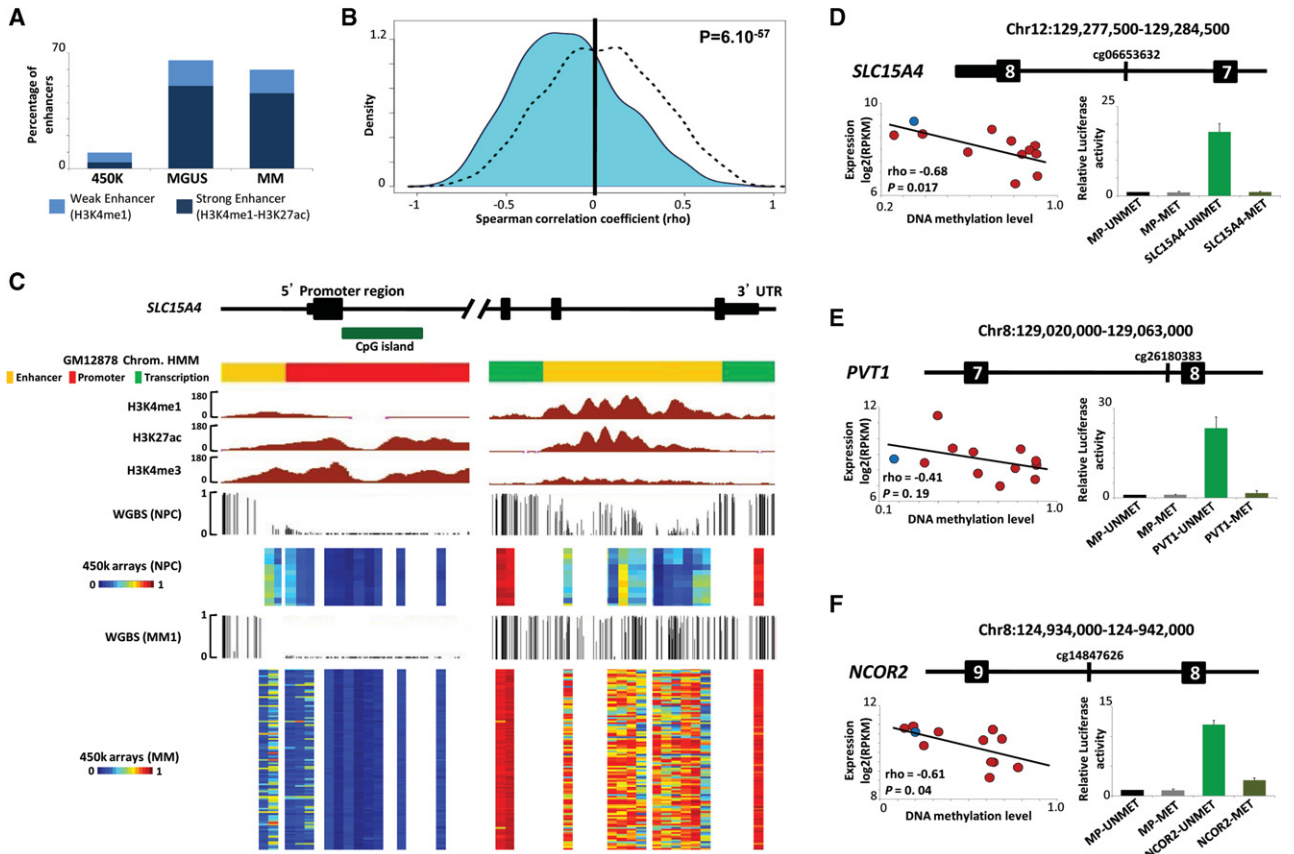 A
70
Percentage of
enhancers
0
450K
MGUS
MM
Weak Enhancer
(H3K4me1)
Strong Enhancer
(H3K4me1-H3K27ac)
B
1.2
Density
0
P=6.10-57
-1
-0.5
0
0.5
1
Spearman correlation coefficient (rho)
C
SLC15A4
5' Promoter region
3' UTR
CpG island
GM12878 Chrom. HMM
Enhancer
Promoter
Transcription
H3K4me1
180
0
H3K27ac
180
0
H3K4me3
180
0
WGBS (NPC)
1
0
450k arrays (NPC)
0
1
WGBS (MM1)
1
0
450k arrays (MM)
0
1
D
Chr12:129,277,500-129,284,500
cg06653632
SLC15A4
8
7
Expression
log2(RPKM)
10
6
rho = -0.68
P = 0.017
0.2
1.0
DNA methylation level
Relative Luciferase
activity
25
0
MP-UNMET
MP-MET
SLC15A4-UNMET
SLC15A4-MET
E
Chr8:129,020,000-129,063,000
cg26180383
PVT1
7
8
Expression
log2(RPKM)
12
6
rho = -0.41
P = 0. 19
0.1
1.0
DNA methylation level
Relative Luciferase
activity
30
0
MP-UNMET
MP-MET
PVT1-UNMET
PVT1-MET
F
Chr8:124,934,000-124-942,000
cg14847626
NCOR2
9
8
Expression
log2(RPKM)
12
8
rho = -0.61
P = 0. 04
0
1.0
DNA methylation level
Relative Luciferase
activity
15
0
MP-UNMET
MP-MET
NCOR2-UNMET
NCOR2-MET